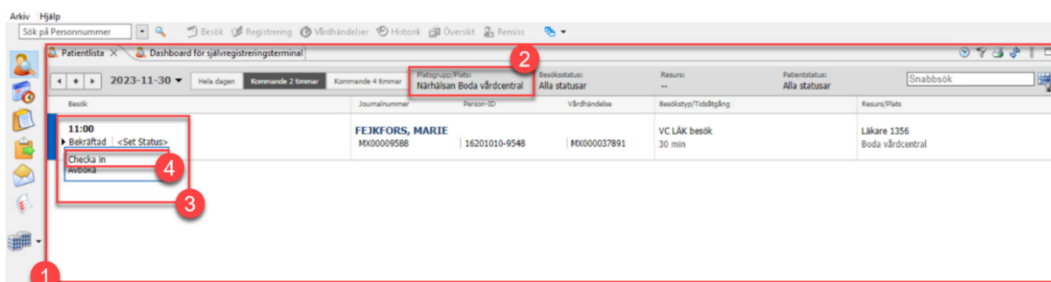 Arkiv Hjälp
Sök på Personnummer Besök Registrering Vårdhändelser Historik Översikt Remiss
Patientlista Dashboard för självregistreringsterminal
2
2023-11-30 Hela dagen Kommande 2 timmar Kommande 4 timmar Platsgrupp/Plats: Besöksstatus: Resurs: Patientstatus: Snabbsök
Närhälsan Boda vårdcentral Alla statusar -- Alla statusar
Besök Journalnummer Person-ID Vårdhändelse Besökstyp/Tidsåtgång Resurs/Plats
11:00 FEJKFORS, MARIE VC LÄK besök Läkare 1356
Bekräftad <Set Status> MX00009588 16201010-9548 MX000037891 30 min Boda vårdcentral
Checka in
4
Avboka
3
1